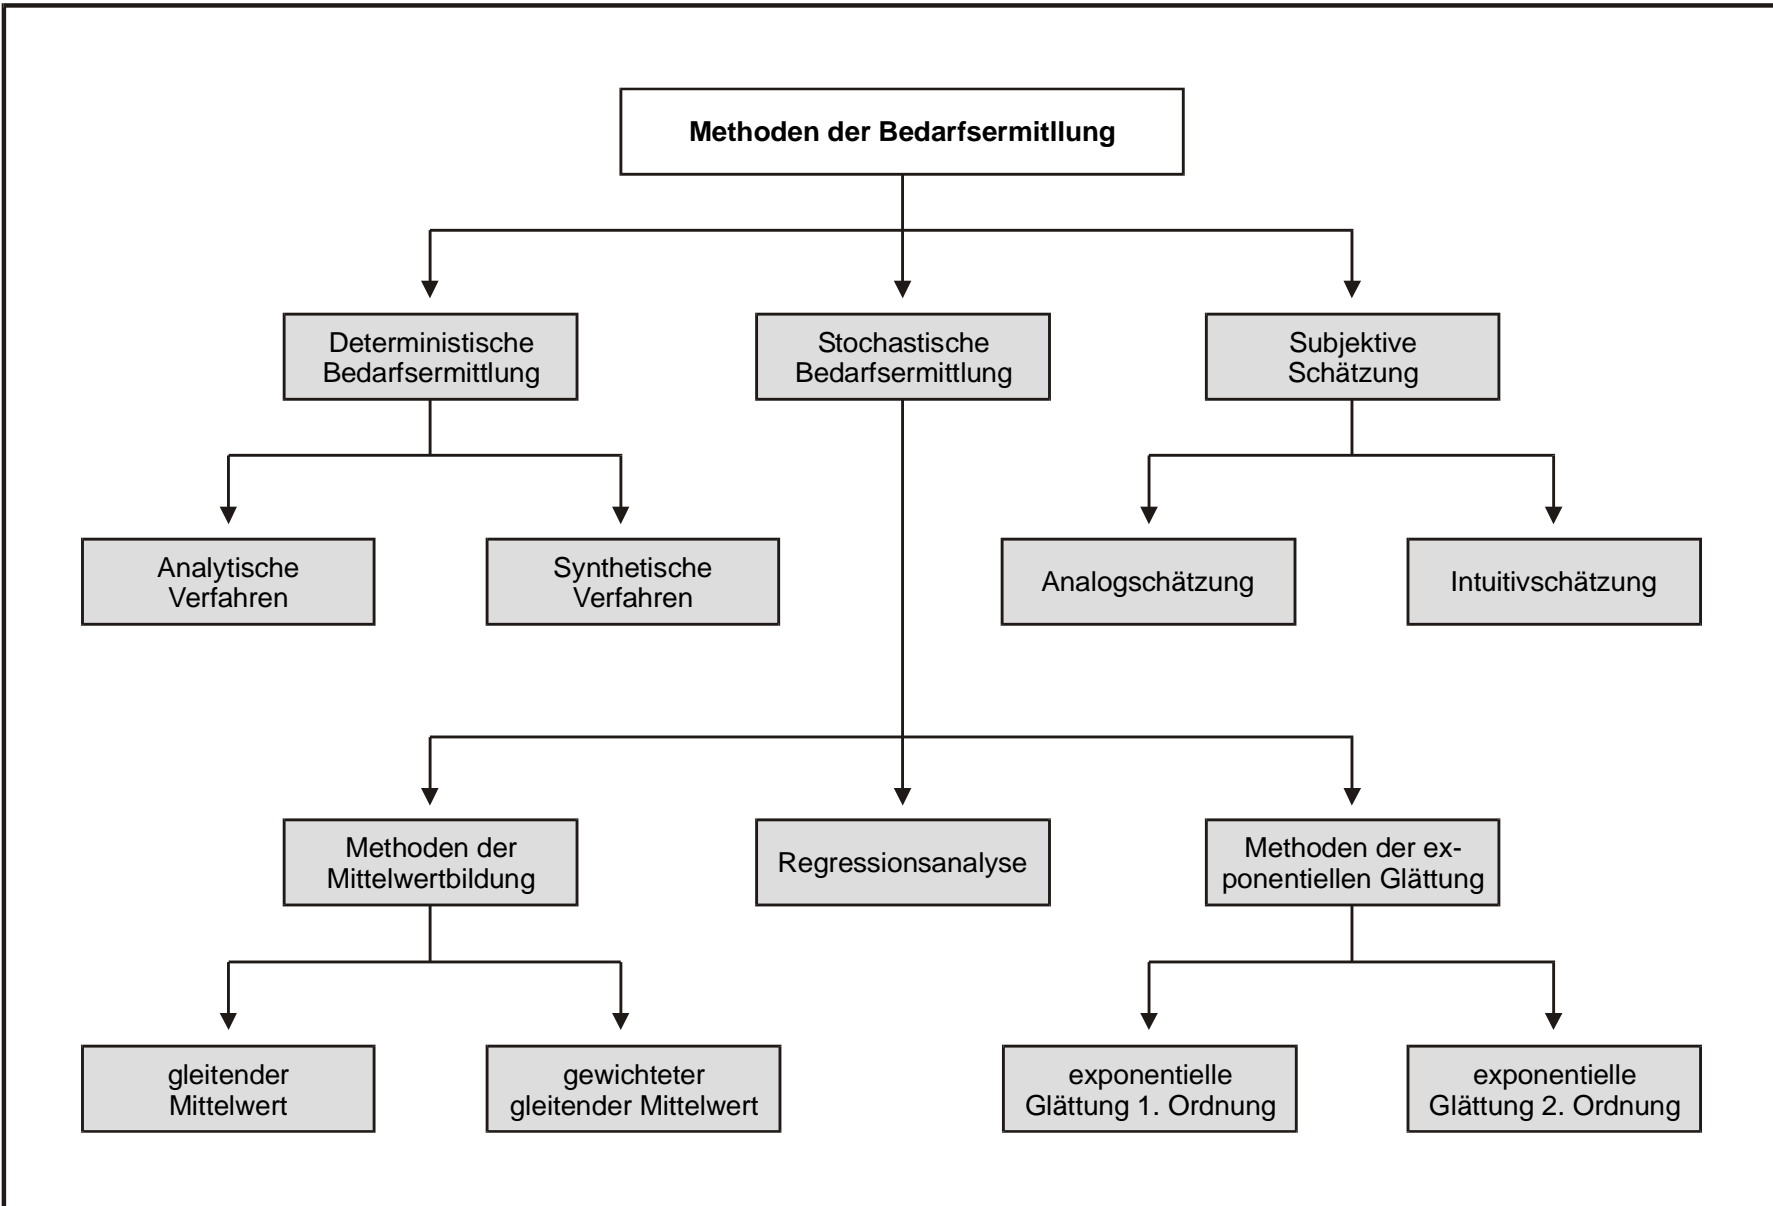 Methoden der Bedarfsermitllung
Deterministische
Bedarfsermittlung
Stochastische
Bedarfsermittlung
Subjektive
Schätzung
Analytische
Verfahren
Synthetische
Verfahren
Analogschätzung
Intuitivschätzung
Methoden der
Mittelwertbildung
Regressionsanalyse
Methoden der ex-
ponentiellen Glättung
gleitender
Mittelwert
gewichteter
gleitender Mittelwert
exponentielle
Glättung 1. Ordnung
exponentielle
Glättung 2. Ordnung